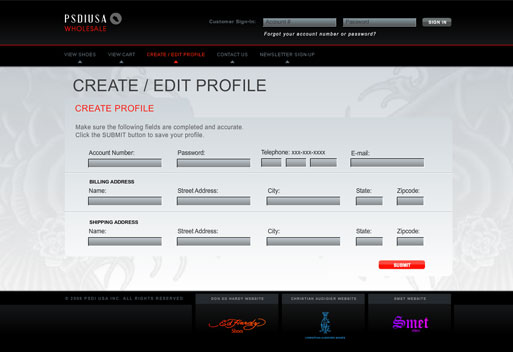 PSDIUSA
WHOLESALE
Customer Sign-In: Account # Password SIGN IN
Forgot your account number or password?
VIEW SHOES VIEW CART CREATE / EDIT PROFILE CONTACT US NEWSLETTER SIGN-UP
CREATE / EDIT PROFILE
CREATE PROFILE
Make sure the following fields are completed and accurate.
Click the SUBMIT button to save your profile.
Account Number: Password: Telephone: xxx-xxx-xxxx E-mail:
BILLING ADDRESS
Name: Street Address: City: State: Zipcode:
SHIPPING ADDRESS
Name: Street Address: City: State: Zipcode:
SUBMIT
© 2008 PSDI USA INC. ALL RIGHTS RESERVED. DON ED HARDY WEBSITE CHRISTIAN AUDIGIER WEBSITE SMET WEBSITE
Ed Hardy Smet
Shoes
CHRISTIAN AUDIGIER SHOES